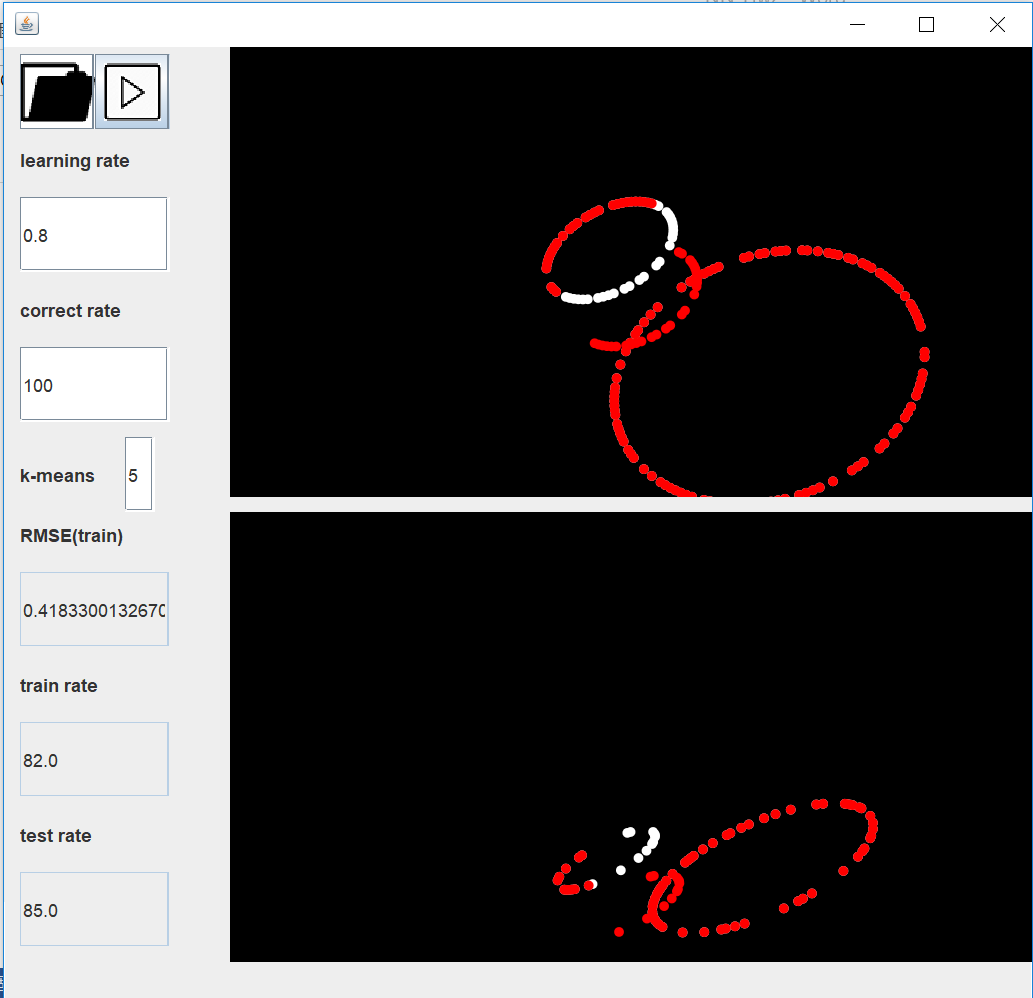 learning rate
0.8
correct rate
100
k-means 5
RMSE(train)
0.418330013267
train rate
82.0
test rate
85.0